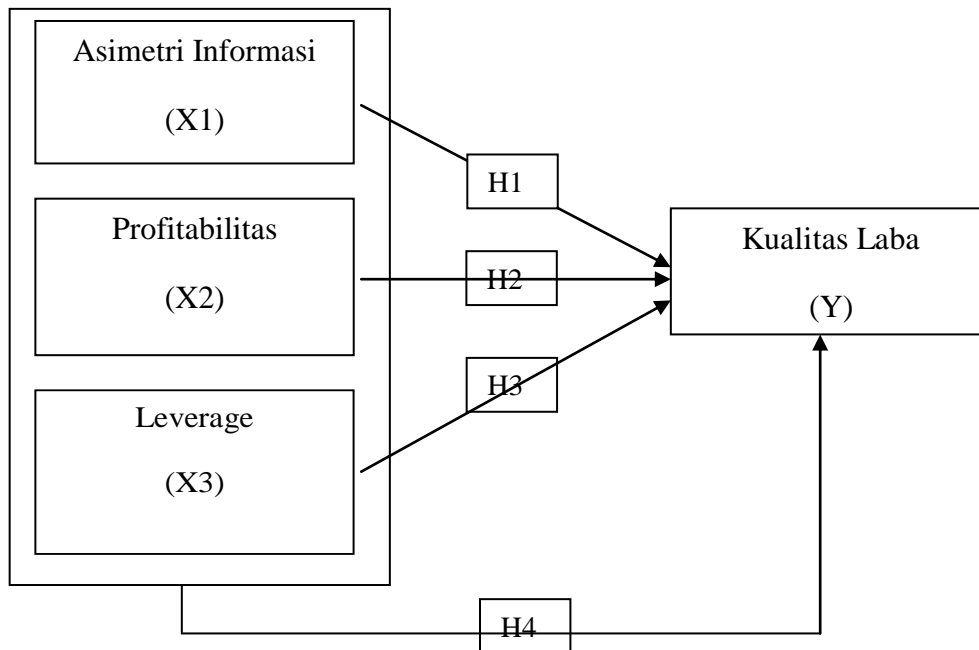 Asimetri Informasi
(X1)
H1
Profitabilitas
(X2)
H2
Kualitas Laba
(Y)
Leverage
(X3)
H3
H4